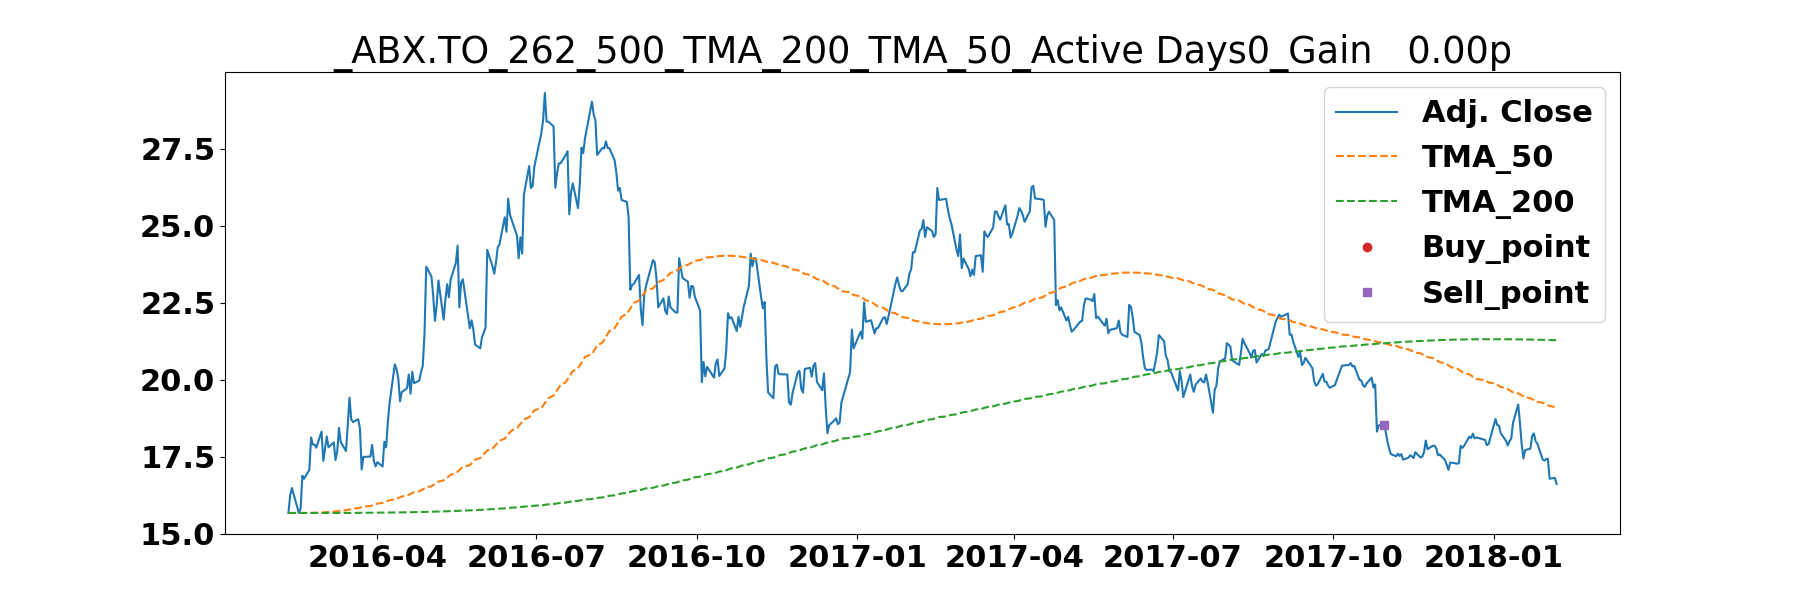 _ABX.TO_262_500_TMA_200_TMA_50_Active Days0_Gain   0.00p
27.5
25.0
22.5
20.0
17.5
15.0
2016-04 2016-07 2016-10 2017-01 2017-04 2017-07 2017-10 2018-01
Adj. Close
TMA_50
TMA_200
Buy_point
Sell_point